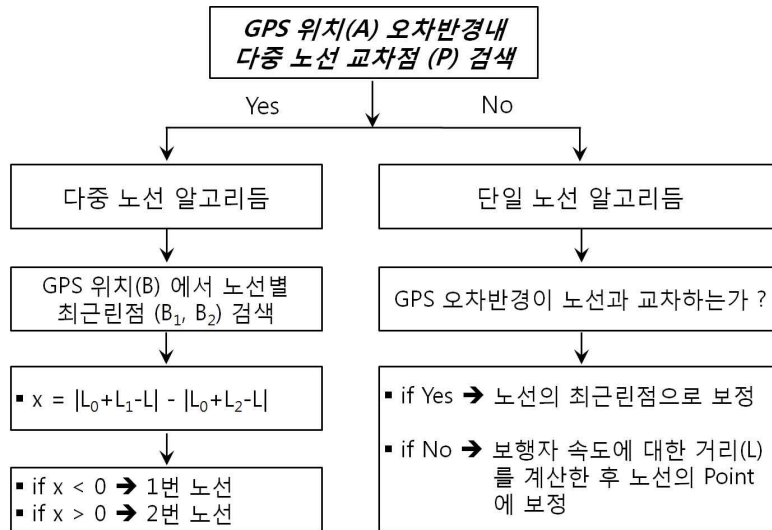 GPS 위치(A) 오차반경내
다중 노선 교차점 (P) 검색
Yes
No
다중 노선 알고리듬
단일 노선 알고리듬
GPS 위치(B) 에서 노선별
최근린점 (B₁, B₂) 검색
GPS 오차반경이 노선과 교차하는가 ?
▪ x = |L₀+L₁-L| - |L₀+L₂-L|
▪ if x < 0 ➔ 1번 노선
▪ if x > 0 ➔ 2번 노선
▪ if Yes ➔ 노선의 최근린점으로 보정
▪ if No ➔ 보행자 속도에 대한 거리(L)
를 계산한 후 노선의 Point
에 보정